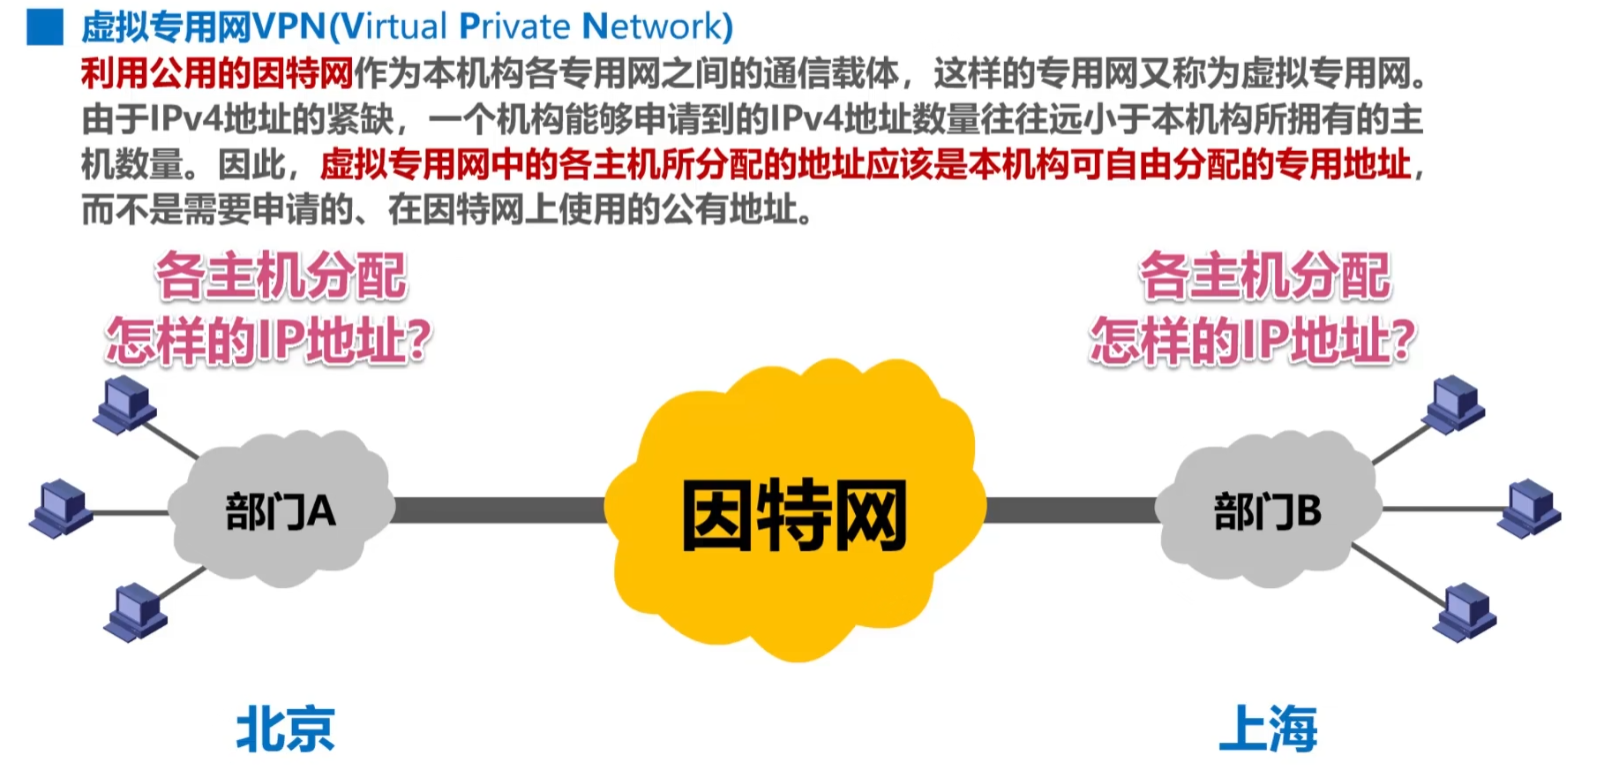 虚拟专用网VPN(Virtual Private Network)
利用公用的因特网作为本机构各专用网之间的通信载体，这样的专用网又称为虚拟专用网。
由于IPv4地址的紧缺，一个机构能够申请到的IPv4地址数量往往远小于本机构所拥有的主
机数量。因此，虚拟专用网中的各主机所分配的地址应该是本机构可自由分配的专用地址，
而不是需要申请的、在因特网上使用的公有地址。
各主机分配
怎样的IP地址?
各主机分配
怎样的IP地址?
部门A
因特网
部门B
北京
上海